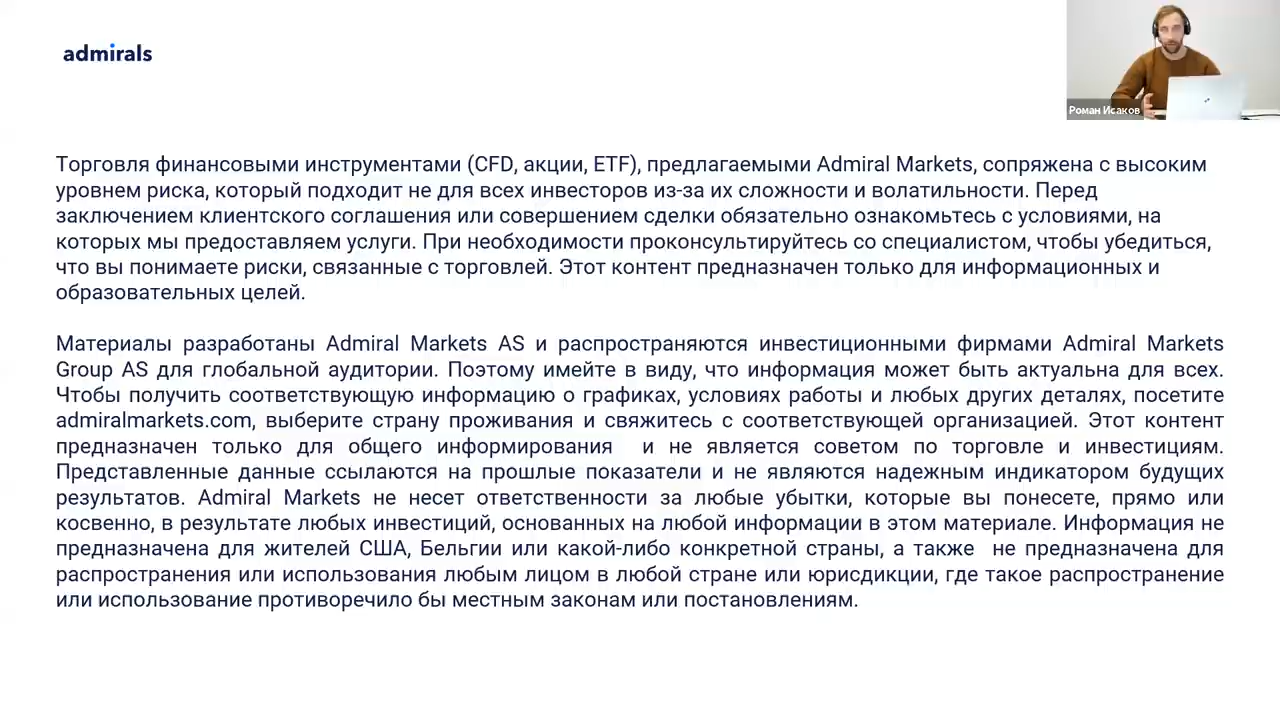 admirals
Роман Исаков
Торговля финансовыми инструментами (CFD, акции, ETF), предлагаемыми Admiral Markets, сопряжена с высоким
уровнем риска, который подходит не для всех инвесторов из-за их сложности и волатильности. Перед
заключением клиентского соглашения или совершением сделки обязательно ознакомьтесь с условиями, на
которых мы предоставляем услуги. При необходимости проконсультируйтесь со специалистом, чтобы убедиться,
что вы понимаете риски, связанные с торговлей. Этот контент предназначен только для информационных и
образовательных целей.
Материалы разработаны Admiral Markets AS и распространяются инвестиционными фирмами Admiral Markets
Group AS для глобальной аудитории. Поэтому имейте в виду, что информация может быть актуальна для всех.
Чтобы получить соответствующую информацию о графиках, условиях работы и любых других деталях, посетите
admiralmarkets.com, выберите страну проживания и свяжитесь с соответствующей организацией. Этот контент
предназначен только для общего информирования и не является советом по торговле и инвестициям.
Представленные данные ссылаются на прошлые показатели и не являются надежным индикатором будущих
результатов. Admiral Markets не несет ответственности за любые убытки, которые вы понесете, прямо или
косвенно, в результате любых инвестиций, основанных на любой информации в этом материале. Информация не
предназначена для жителей США, Бельгии или какой-либо конкретной страны, а также не предназначена для
распространения или использования любым лицом в любой стране или юрисдикции, где такое распространение
или использование противоречило бы местным законам или постановлениям.